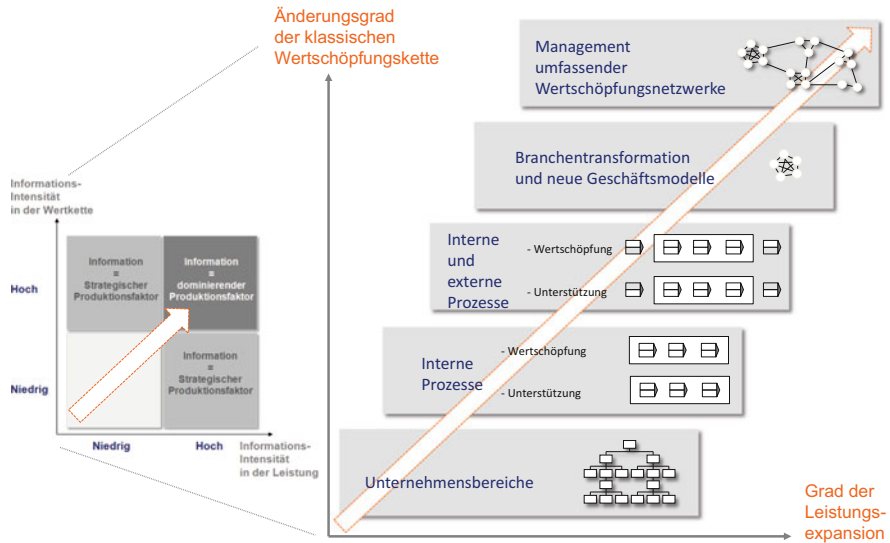 Änderungsgrad
der klassischen
Wertschöpfungskette
Management
umfassender
Wertschöpfungsnetzwerke
Branchentransformation
und neue Geschäftsmodelle
Interne
und
externe
Prozesse
- Wertschöpfung
- Unterstützung
Interne
Prozesse
- Wertschöpfung
- Unterstützung
Unternehmensbereiche
Grad der
Leistungs-
expansion
Informations-
Intensität
in der Wertkette
Hoch
Niedrig
Information
=
Strategischer
Produktionsfaktor
Information
=
dominierender
Produktionsfaktor
Information
=
Strategischer
Produktionsfaktor
Niedrig
Hoch
Informations-
Intensität
in der Leistung